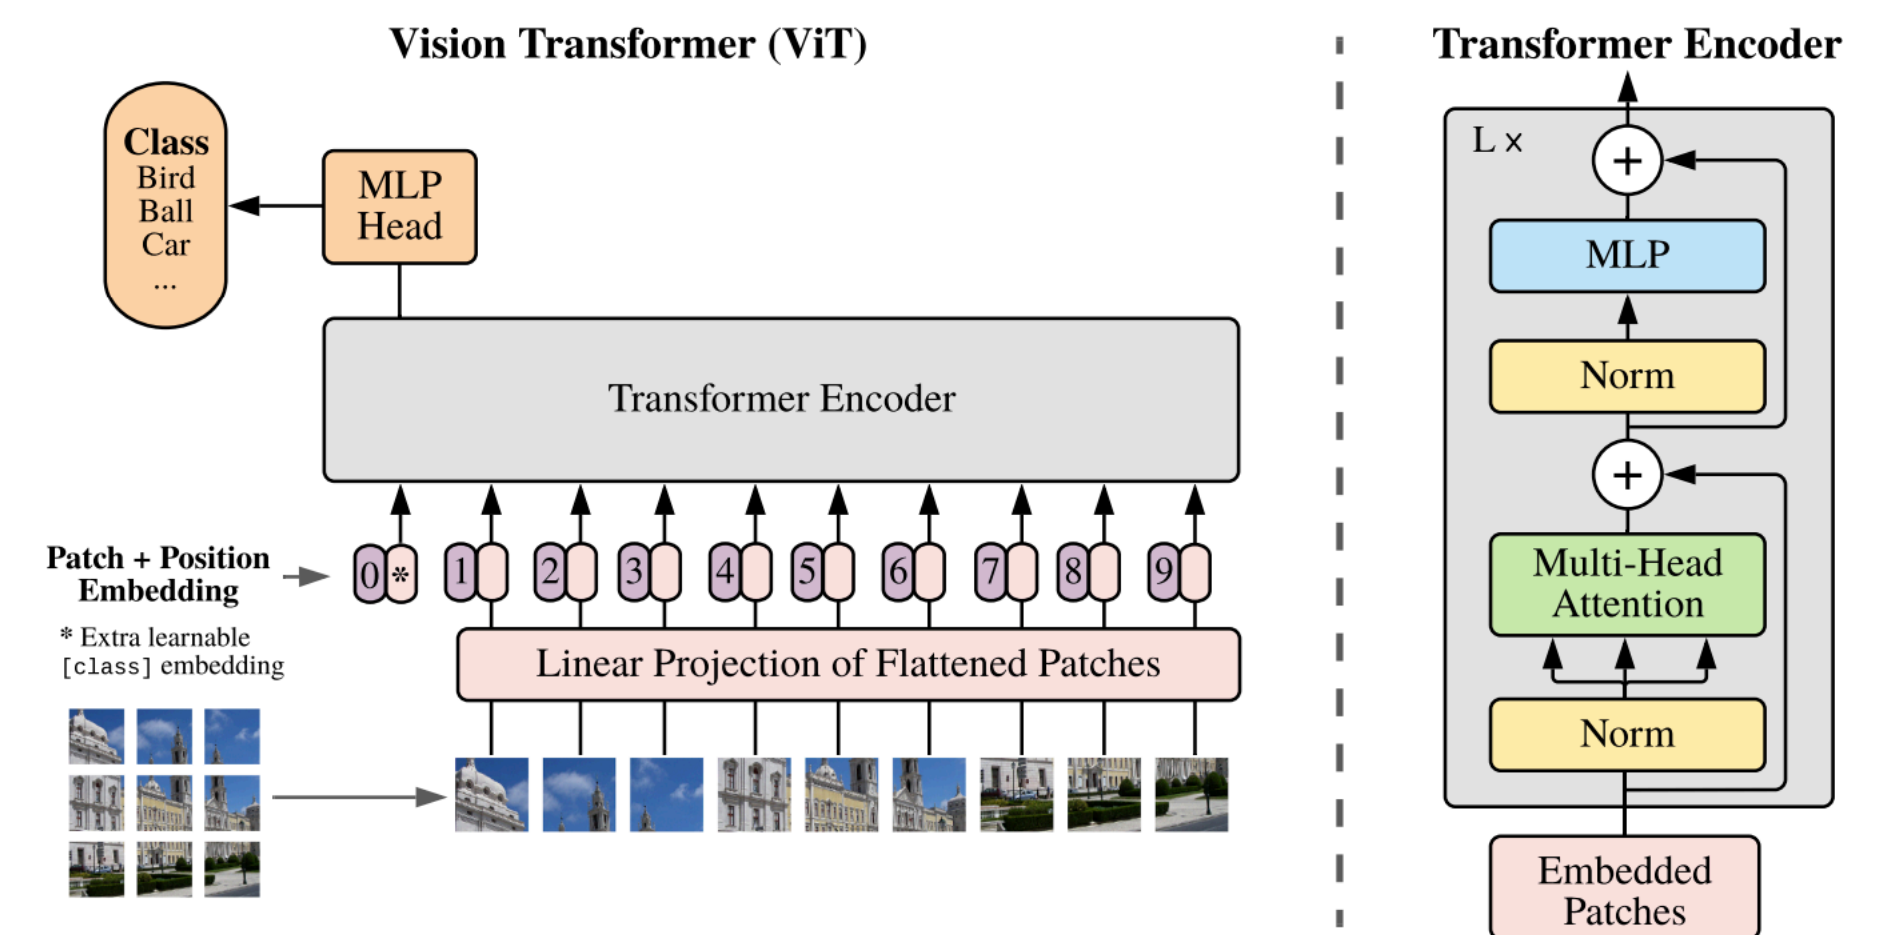 Vision Transformer (ViT)
Class
Bird
Ball
Car
...
MLP
Head
Transformer Encoder
Patch + Position
Embedding
* Extra learnable
[class] embedding
0 *
1
2
3
4
5
6
7
8
9
Linear Projection of Flattened Patches
Transformer Encoder
L x
+
MLP
Norm
+
Multi-Head
Attention
Norm
Embedded
Patches